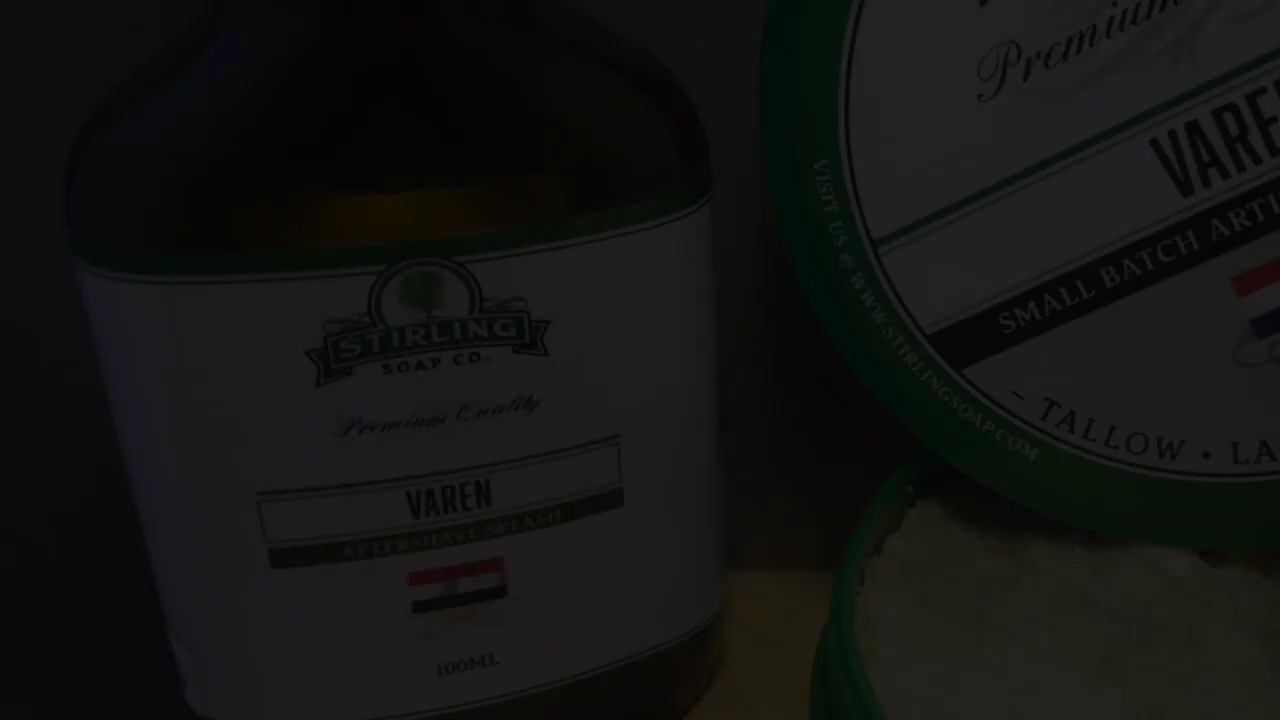 STIRLING
SOAP CO.
Premium Quality
VAREN
AFTERSHAVE SPLASH
100ML
Premium
VARE
SMALL BATCH ARTI
- TALLOW • LA
VISIT US @ WWW.STIRLINGSOAP.COM